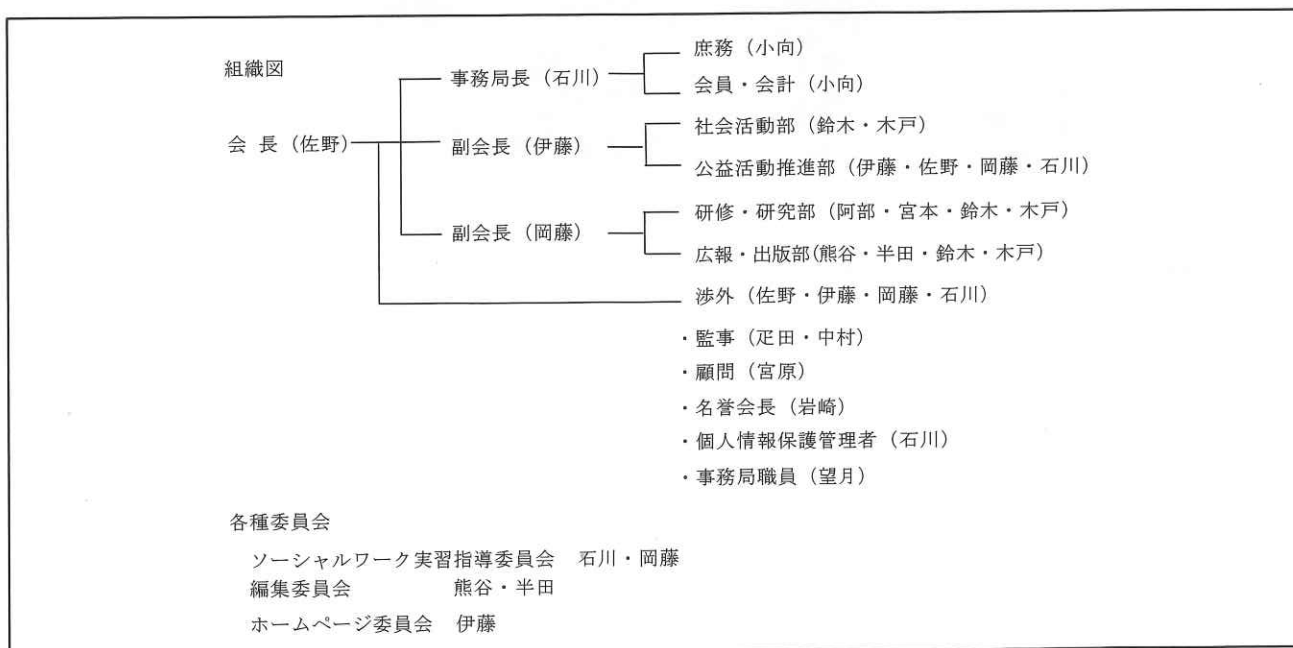 組織図
会 長（佐野）
事務局長（石川）
庶務（小向）
会員・会計（小向）
副会長（伊藤）
社会活動部（鈴木・木戸）
公益活動推進部（伊藤・佐野・岡藤・石川）
副会長（岡藤）
研修・研究部（阿部・宮本・鈴木・木戸）
広報・出版部(熊谷・半田・鈴木・木戸）
渉外（佐野・伊藤・岡藤・石川）
・監事（疋田・中村）
・顧問（宮原）
・名誉会長（岩崎）
・個人情報保護管理者（石川）
・事務局職員（望月）
各種委員会
ソーシャルワーク実習指導委員会　石川・岡藤
編集委員会　熊谷・半田
ホームページ委員会　伊藤